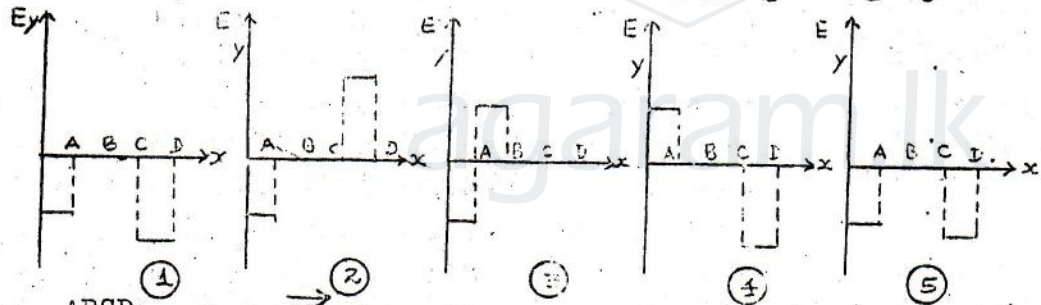 Ey E E E E
y y y y
A B C D x A B C D x A B C D x A B C D x A B C D x
agaram.lk
1 2 4 5
ABCD